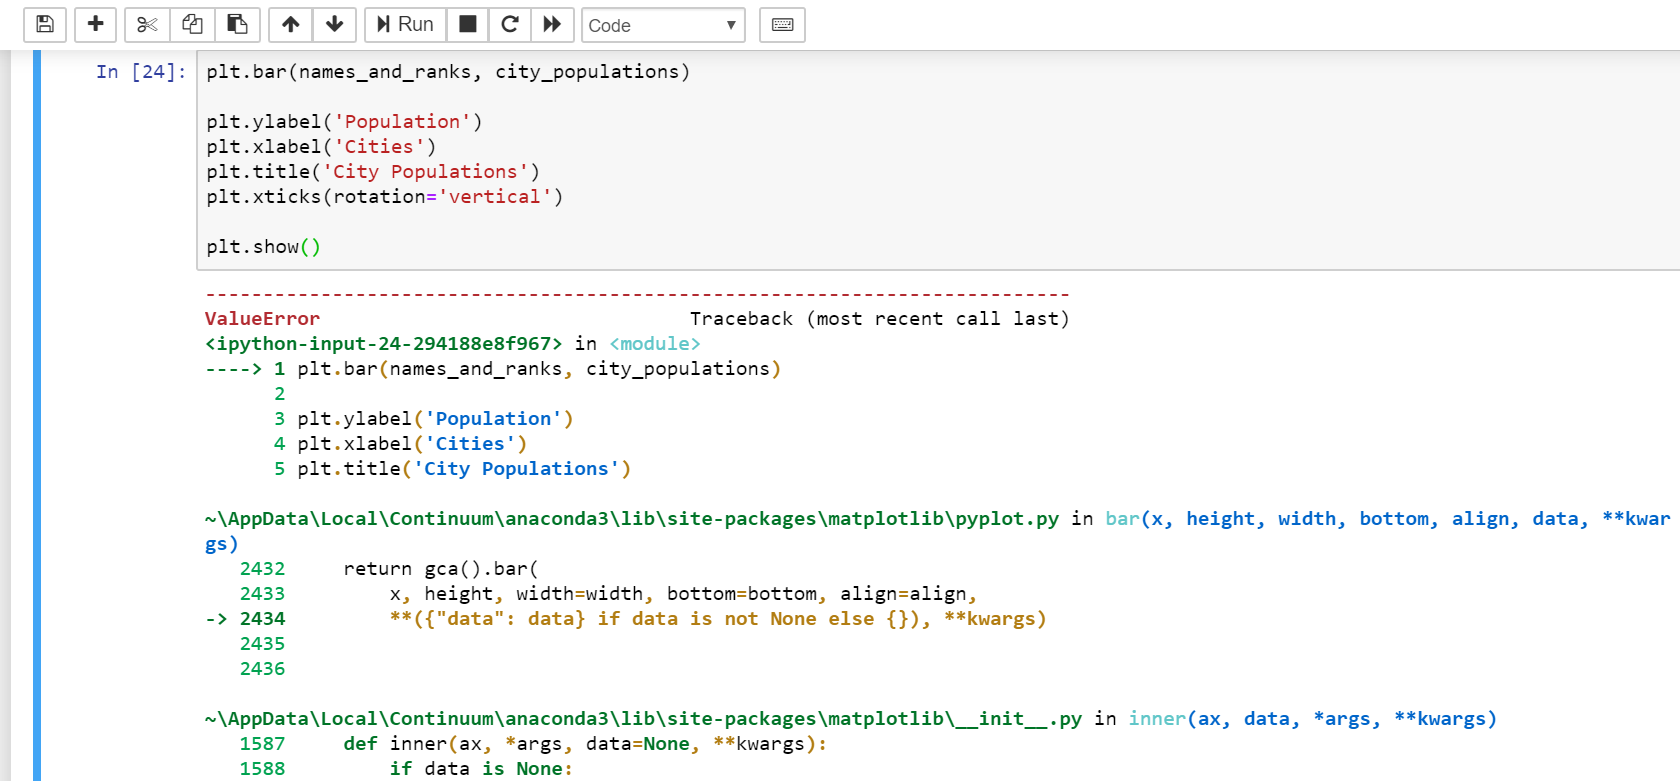 Run
Code
In [24]: plt.bar(names_and_ranks, city_populations)
plt.ylabel('Population')
plt.xlabel('Cities')
plt.title('City Populations')
plt.xticks(rotation='vertical')
plt.show()
---------------------------------------------------------------------------
ValueError Traceback (most recent call last)
<ipython-input-24-294188e8f967> in <module>
----> 1 plt.bar(names_and_ranks, city_populations)
2
3 plt.ylabel('Population')
4 plt.xlabel('Cities')
5 plt.title('City Populations')
~\AppData\Local\Continuum\anaconda3\lib\site-packages\matplotlib\pyplot.py in bar(x, height, width, bottom, align, data, **kwar
gs)
2432 return gca().bar(
2433 x, height, width=width, bottom=bottom, align=align,
-> 2434 **({"data": data} if data is not None else {}), **kwargs)
2435
2436
~\AppData\Local\Continuum\anaconda3\lib\site-packages\matplotlib\__init__.py in inner(ax, data, *args, **kwargs)
1587 def inner(ax, *args, data=None, **kwargs):
1588 if data is None: